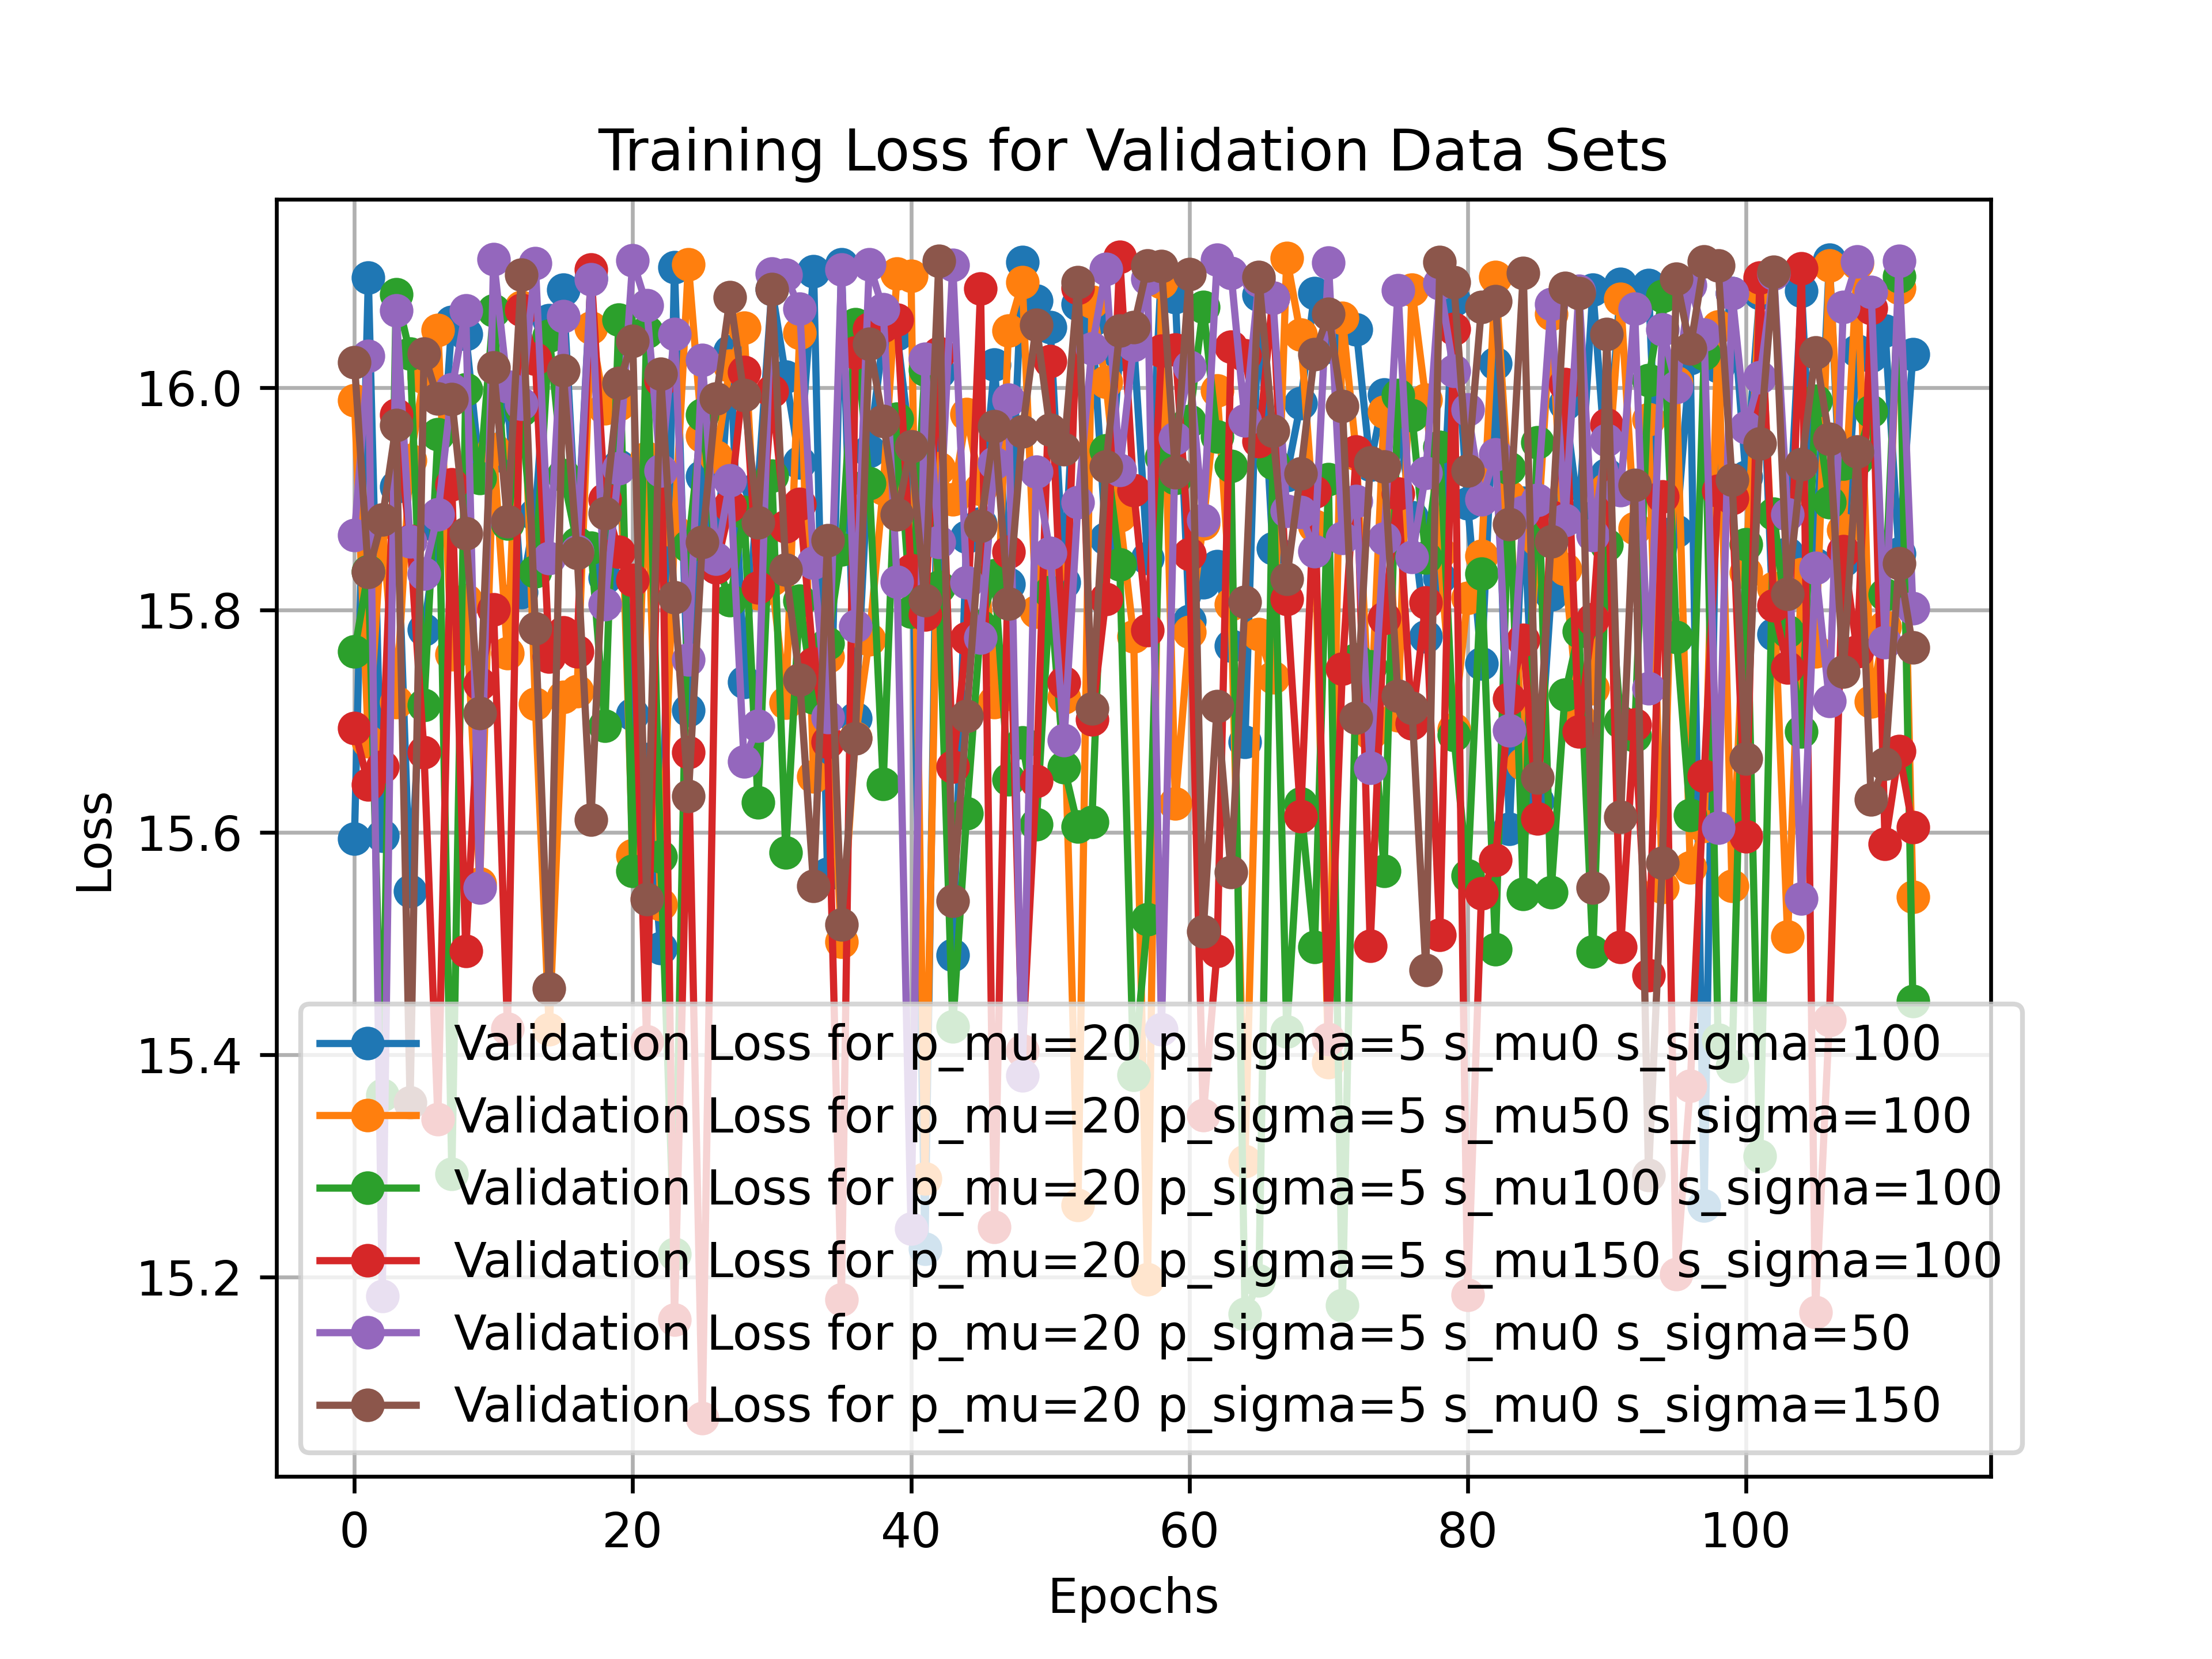 Training Loss for Validation Data Sets
Loss
16.0
15.8
15.6
15.4
15.2
Validation Loss for p_mu=20 p_sigma=5 s_mu0 s_sigma=100
Validation Loss for p_mu=20 p_sigma=5 s_mu50 s_sigma=100
Validation Loss for p_mu=20 p_sigma=5 s_mu100 s_sigma=100
Validation Loss for p_mu=20 p_sigma=5 s_mu150 s_sigma=100
Validation Loss for p_mu=20 p_sigma=5 s_mu0 s_sigma=50
Validation Loss for p_mu=20 p_sigma=5 s_mu0 s_sigma=150
0 20 40 60 80 100
Epochs